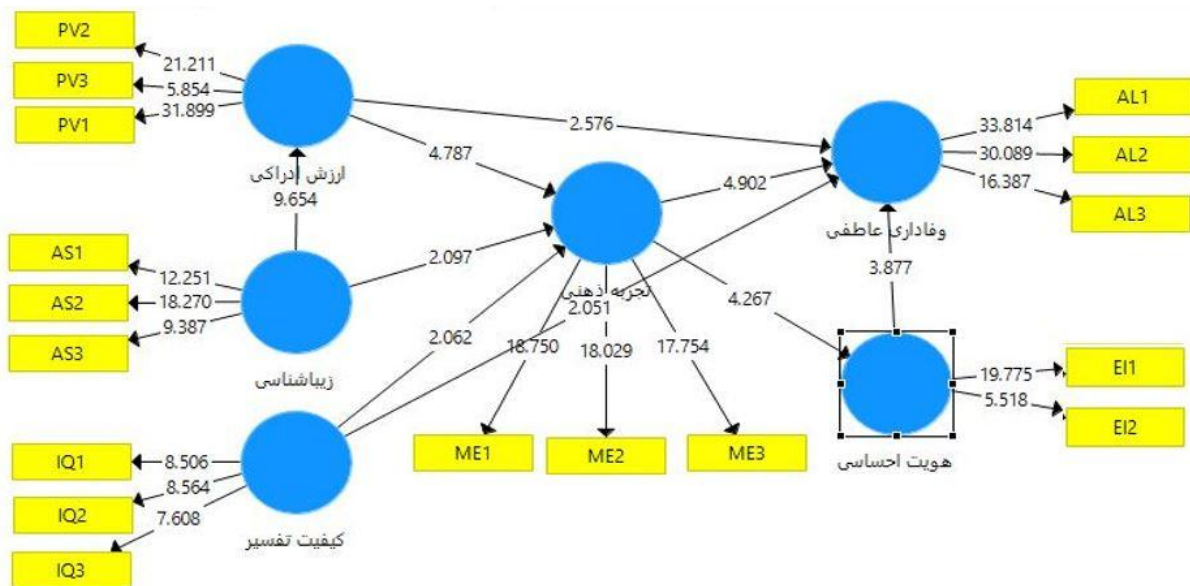 PV2
PV3
PV1
21.211
5.854
31.899
ارزش ادراکی
9.654
AS1
AS2
AS3
12.251
18.270
9.387
زیباشناسی
IQ1
IQ2
IQ3
8.506
8.564
7.608
کیفیت تفسیر
2.576
4.787
2.097
2.062
2.051
تجربه ذهنی
18.750
18.029
17.754
ME1
ME2
ME3
4.902
4.267
وفاداری عاطفی
3.877
33.814
30.089
16.387
AL1
AL2
AL3
هویت احساسی
19.775
5.518
EI1
EI2